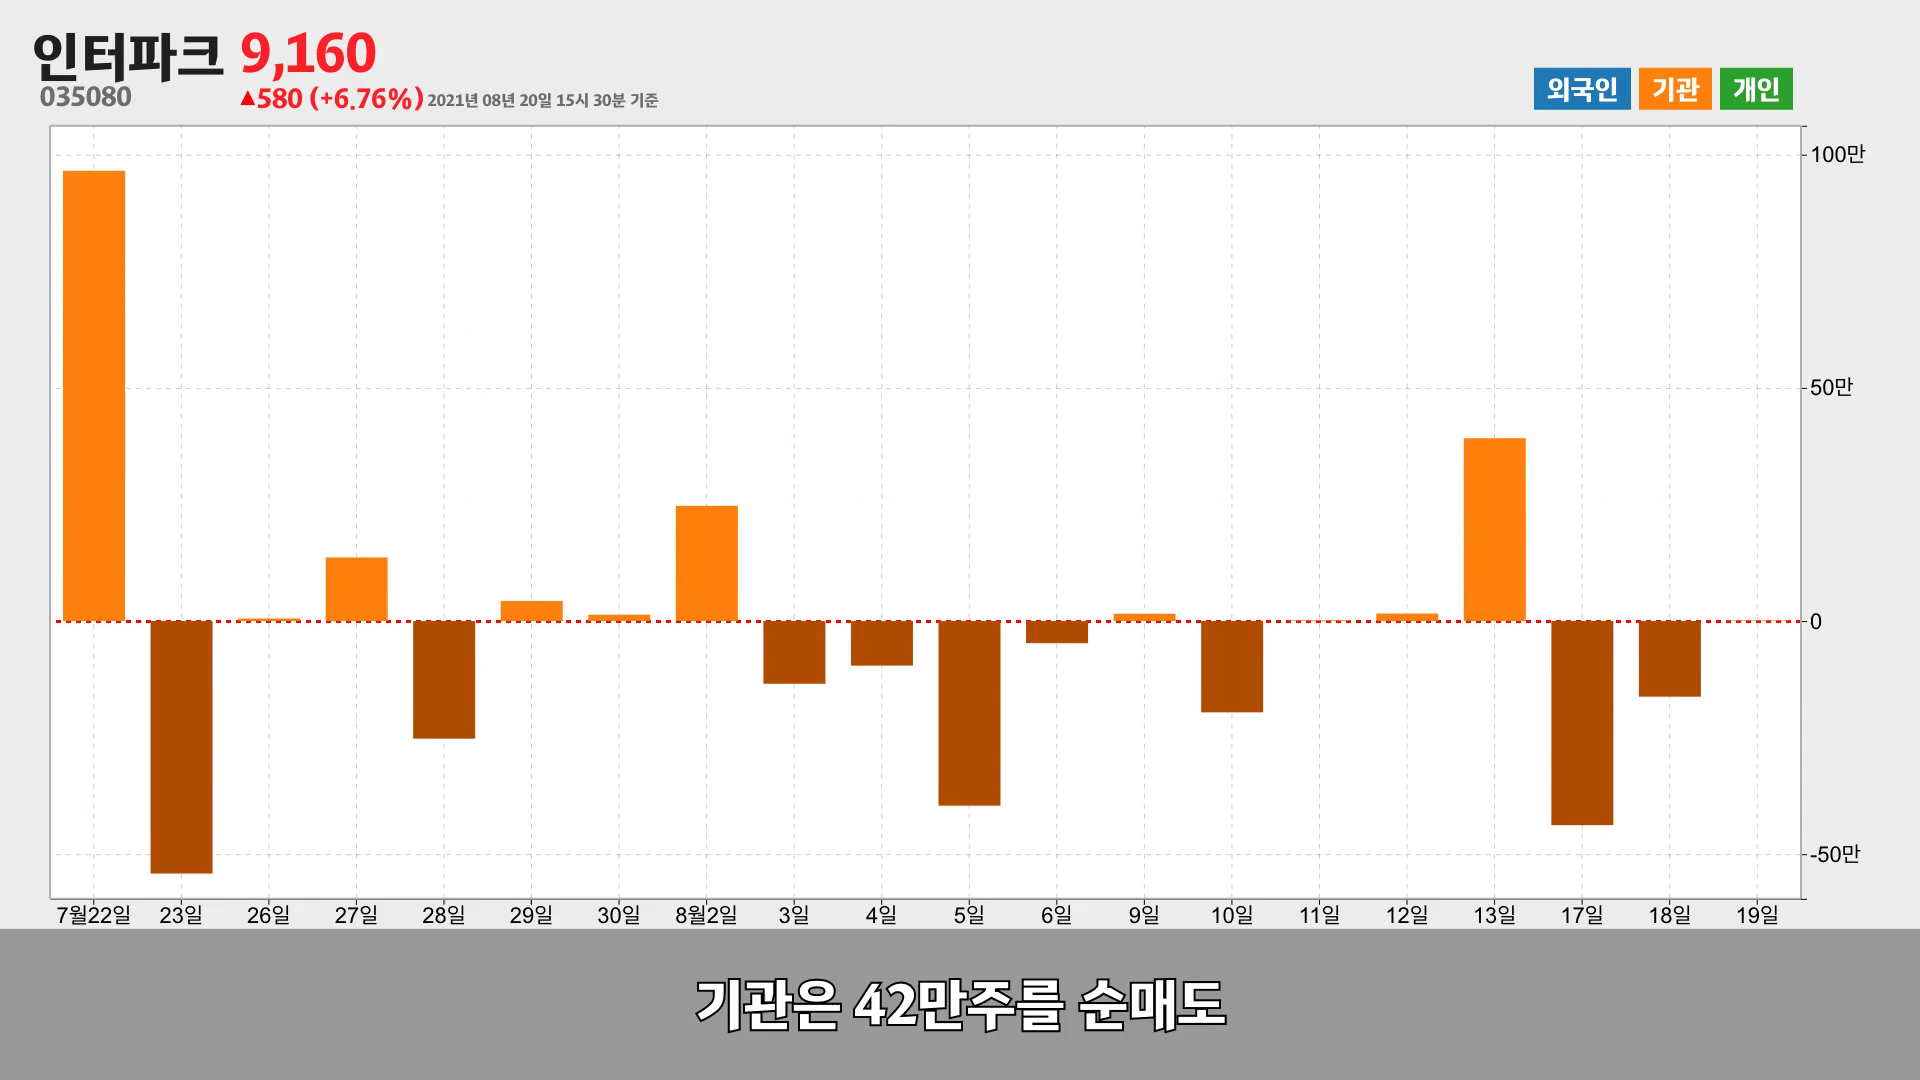 인터파크 9,160
035080
▲580 (+6.76%) 2021년 08년 20일 15시 30분 기준
외국인 기관 개인
100만
50만
0
-50만
7월22일 23일 26일 27일 28일 29일 30일 8월2일 3일 4일 5일 6일 9일 10일 11일 12일 13일 17일 18일 19일
기관은 42만주를 순매도